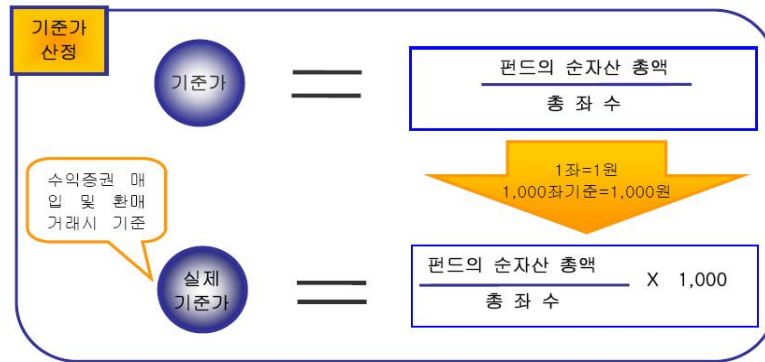 기준가
산정
기준가
펀드의 순자산 총액
총 좌 수
1좌=1원
1,000좌기준=1,000원
수익증권 매
입 및 환매
거래시 기준
실제
기준가
펀드의 순자산 총액
총 좌 수
X 1,000